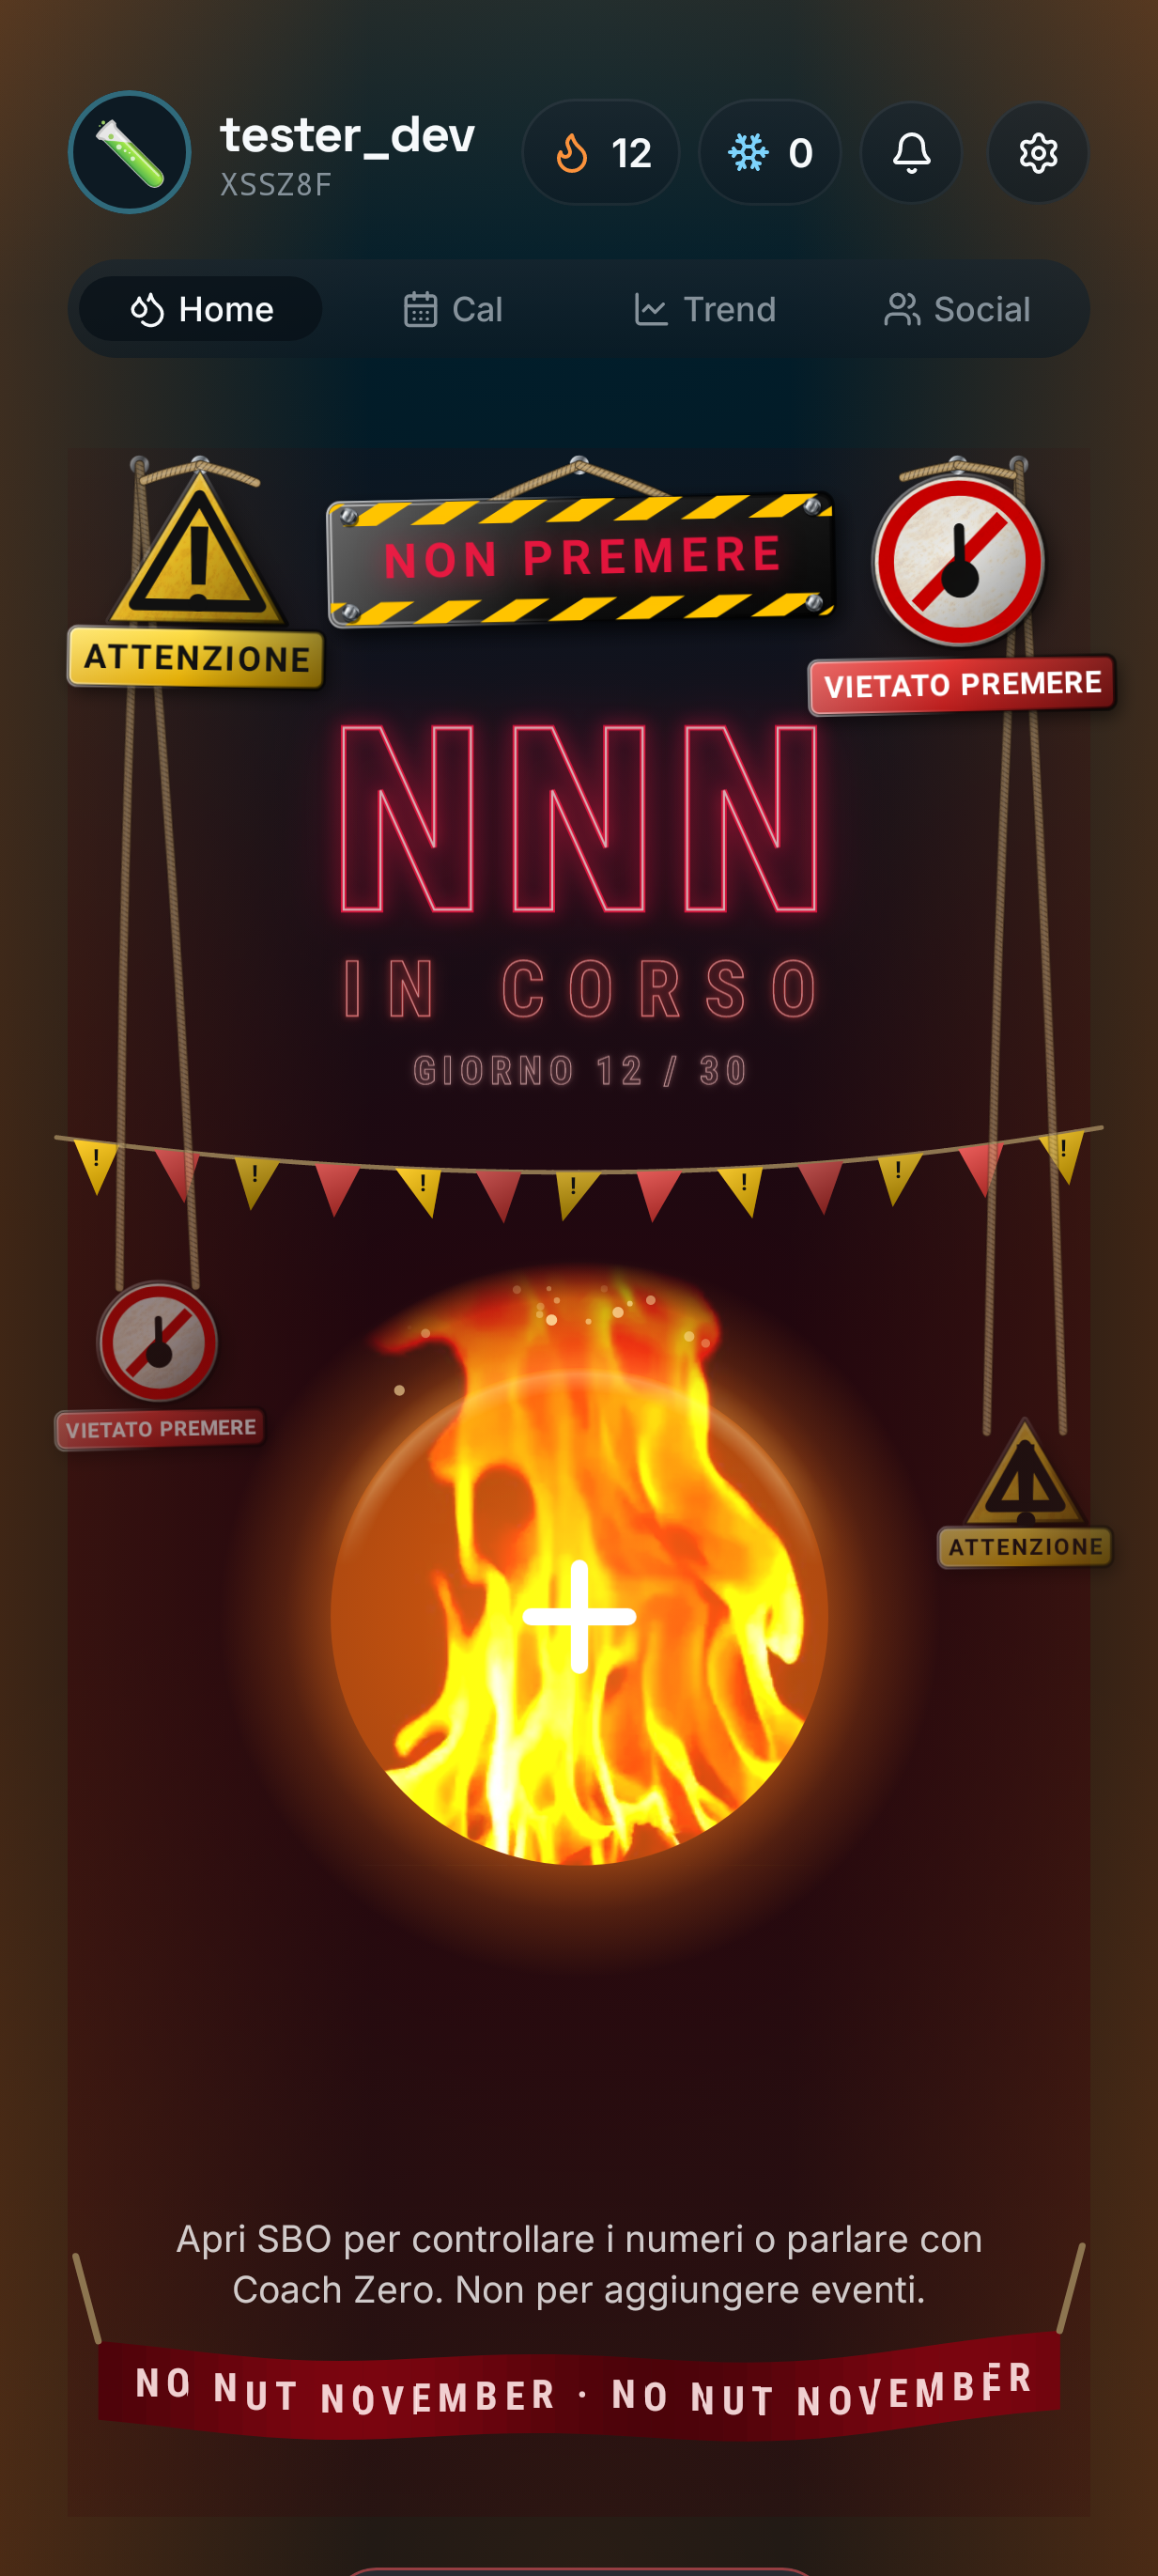 tester_dev
XSSZ8F
12
0
Home
Cal
Trend
Social
NON PREMERE
ATTENZIONE
VIETATO PREMERE
NNN
IN CORSO
GIORNO 12 / 30
! ! ! ! ! ! !
VIETATO PREMERE
ATTENZIONE
Apri SBO per controllare i numeri o parlare con
Coach Zero. Non per aggiungere eventi.
NO NUT NOVEMBER · NO NUT NOVEMBER